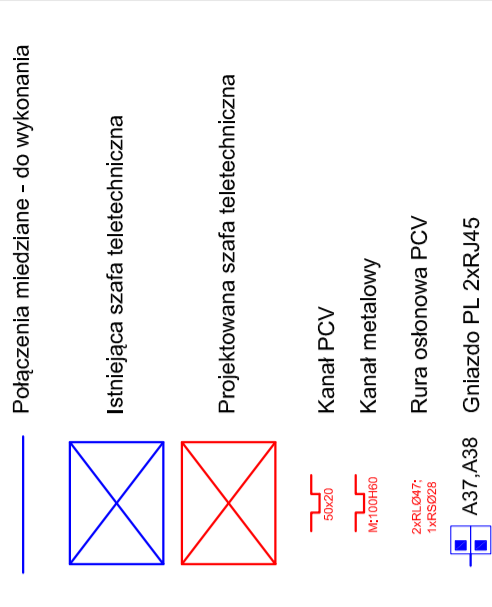 Połączenia miedziane - do wykonania
Istniejąca szafa teletechniczna
Projektowana szafa teletechniczna
50x20
Kanał PCV
M:100H60
Kanał metalowy
2xRLØ47;
1xRSØ28
Rura osłonowa PCV
A37,A38
Gniazdo PL 2xRJ45